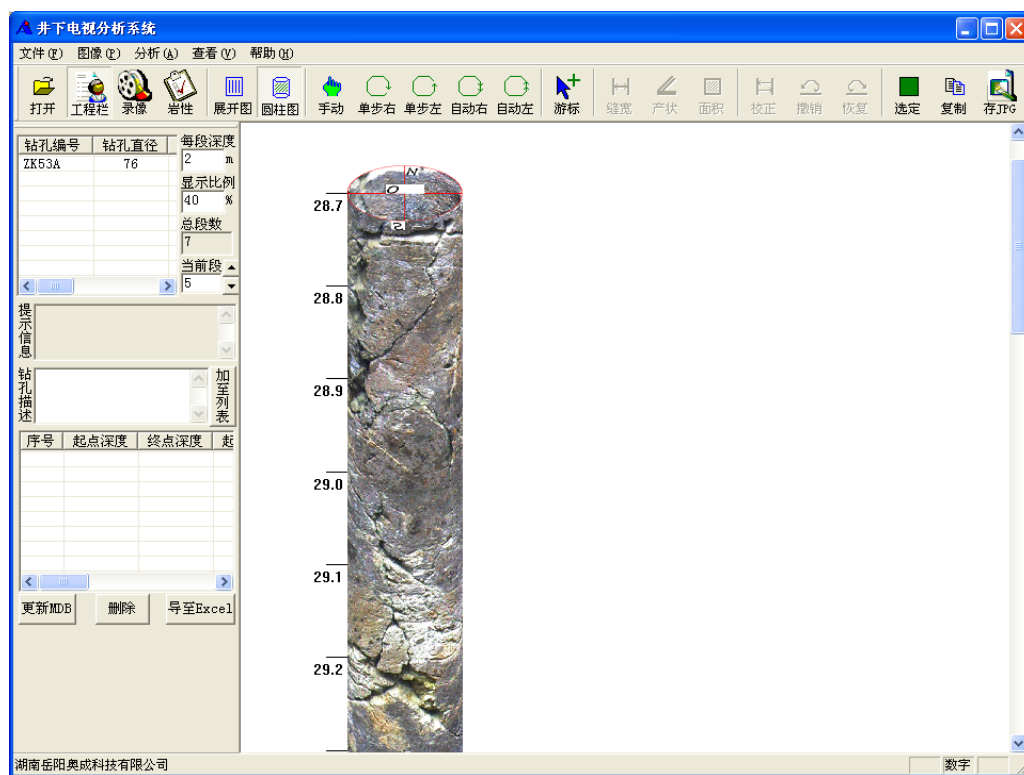 井下电视分析系统
文件(F) 图像(P) 分析(A) 查看(V) 帮助(H)
打开 工程栏 录像 岩性 展开图 圆柱图 手动 单步右 单步左 自动右 自动左 游标 缝宽 产状 面积 校正 撤销 恢复 选定 复制 存JPG
钻孔编号 钻孔直径
ZK53A 76
每段深度
2 m
显示比例
40 %
总段数
7
当前段
5
提示信息
钻孔描述
加至列表
序号 起点深度 终点深度 起
更新MDB 删除 导至Excel
N
28.7
28.8
28.9
29.0
29.1
29.2
湖南岳阳奥成科技有限公司 数字